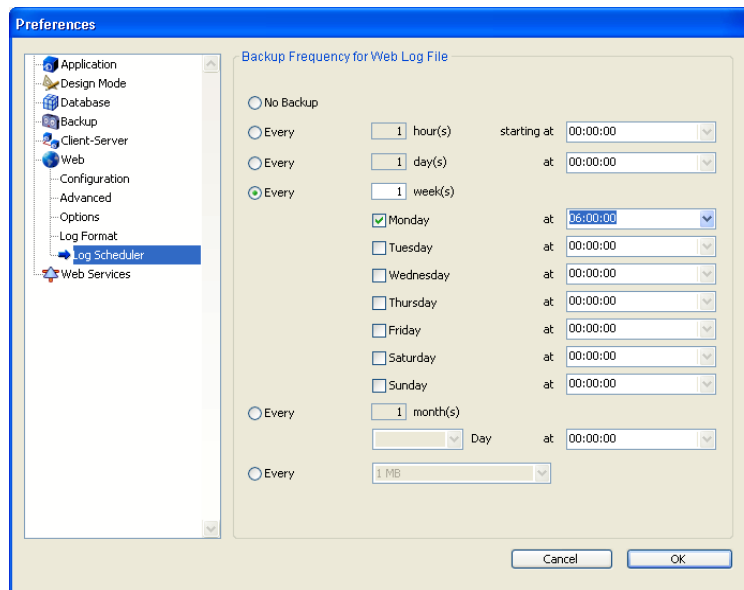 Preferences
Application
Design Mode
Database
Backup
Client-Server
Web
Configuration
Advanced
Options
Log Format
Log Scheduler
Web Services
Backup Frequency for Web Log File
No Backup
Every 1 hour(s) starting at 00:00:00
Every 1 day(s) at 00:00:00
Every 1 week(s)
Monday at 06:00:00
Tuesday at 00:00:00
Wednesday at 00:00:00
Thursday at 00:00:00
Friday at 00:00:00
Saturday at 00:00:00
Sunday at 00:00:00
Every 1 month(s)
Day at 00:00:00
Every 1 MB
Cancel OK